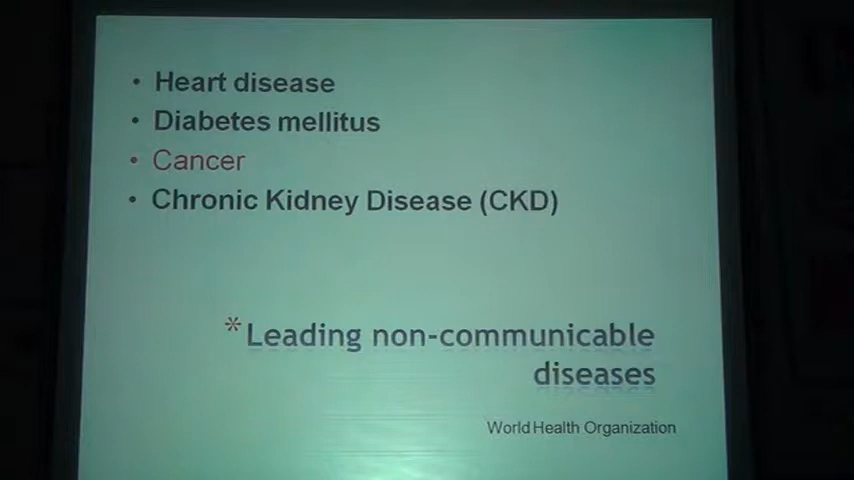 • Heart disease
• Diabetes mellitus
• Cancer
• Chronic Kidney Disease (CKD)
* Leading non-communicable
diseases
World Health Organization